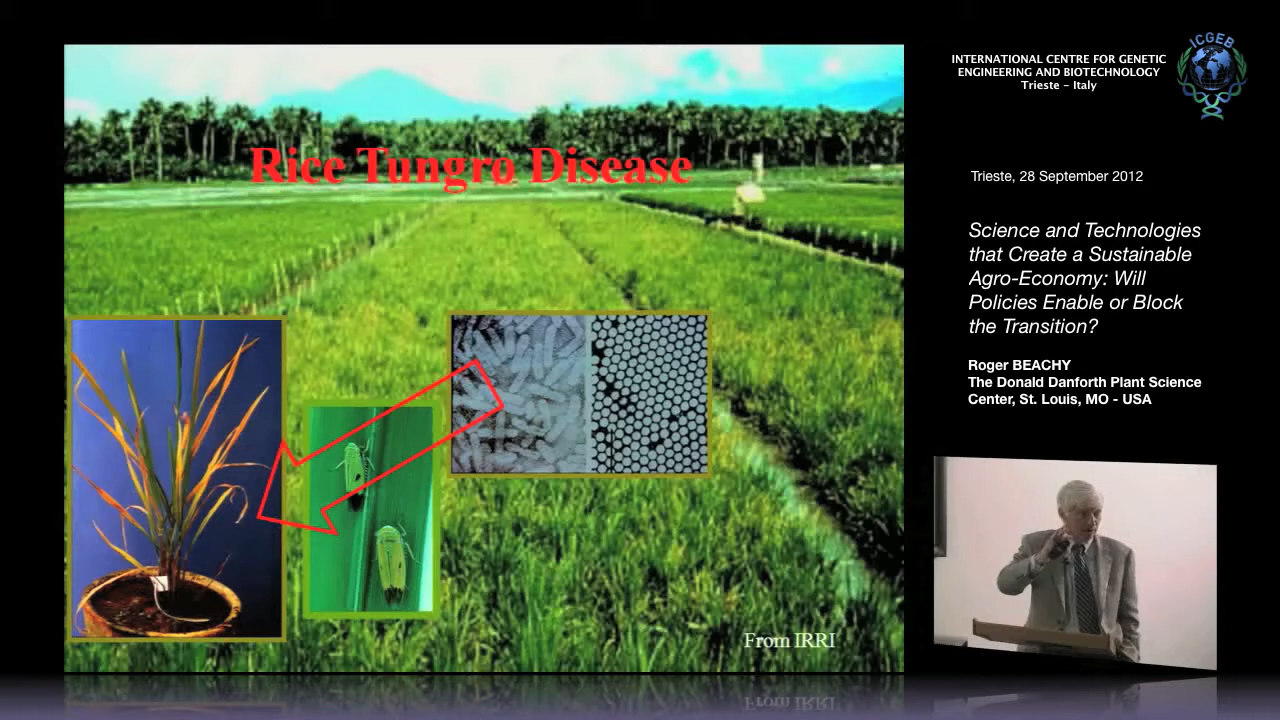 Rice Tungro Disease
From IRRI
INTERNATIONAL CENTRE FOR GENETIC
ENGINEERING AND BIOTECHNOLOGY
Trieste – Italy
ICGEB
Trieste, 28 September 2012
Science and Technologies
that Create a Sustainable
Agro-Economy: Will
Policies Enable or Block
the Transition?
Roger BEACHY
The Donald Danforth Plant Science
Center, St. Louis, MO - USA